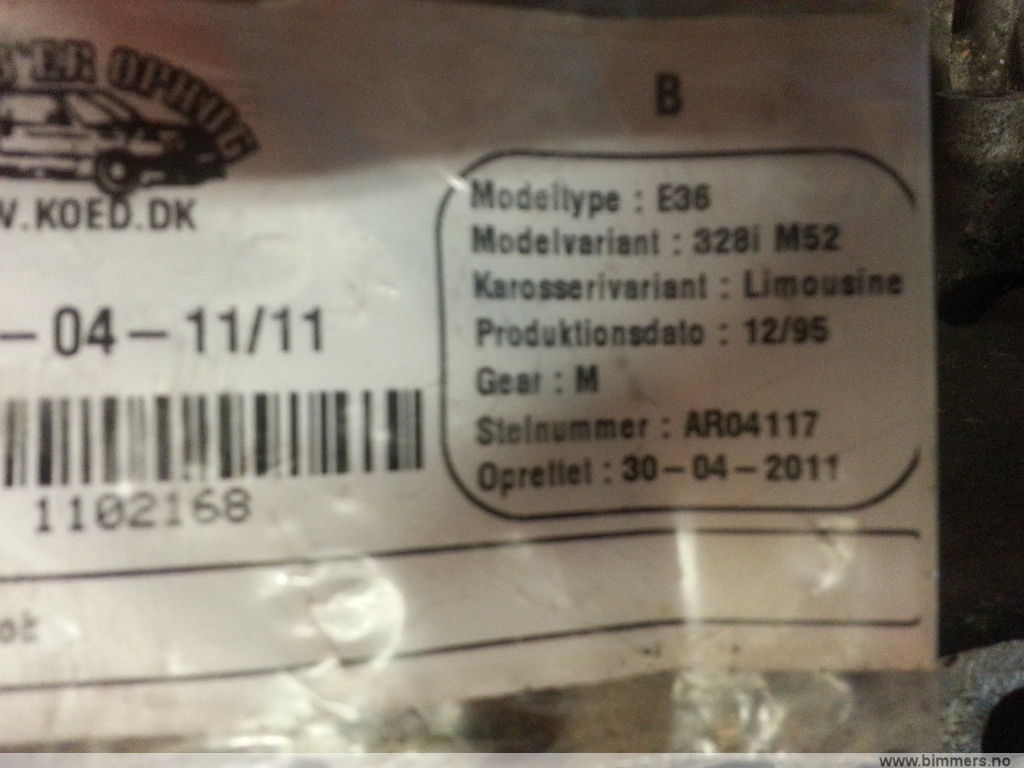 OPHUG
B
W.KOED.DK
Modeltype : E36
Modelvariant : 328i M52
Karosserivariant : Limousine
Produktionsdato : 12/95
Gear : M
Stelnummer : AR04117
Oprettet : 30-04-2011
-04-11/11
1102168
www.bimmers.no